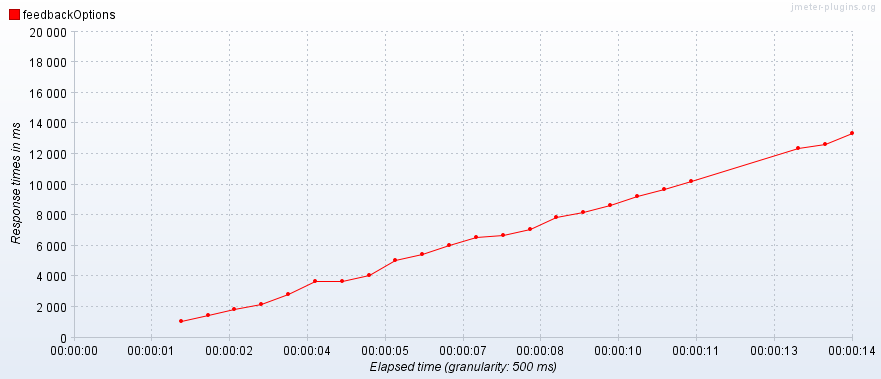 jmeter-plugins.org
feedbackOptions
20 000
18 000
16 000
14 000
12 000
10 000
8 000
6 000
4 000
2 000
0
Response times in ms
00:00:00 00:00:01 00:00:02 00:00:04 00:00:05 00:00:07 00:00:08 00:00:10 00:00:11 00:00:13 00:00:14
Elapsed time (granularity: 500 ms)